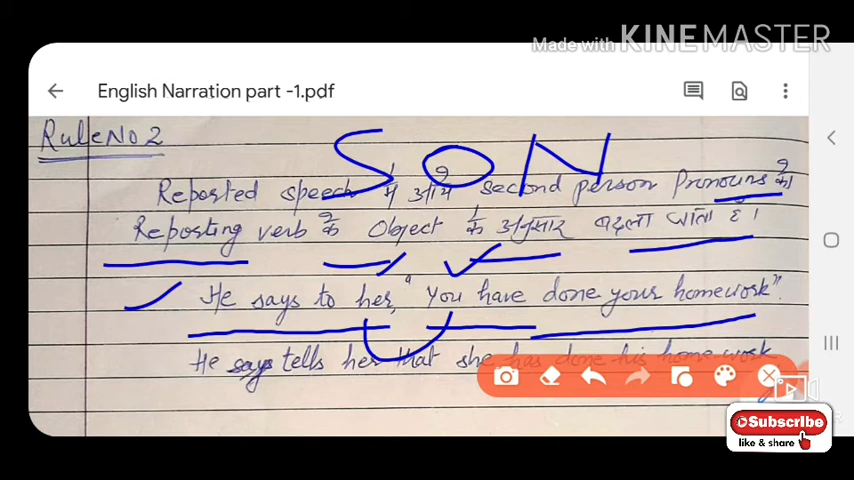 Made with KINEMASTER
English Narration part -1.pdf
Rule No 2
SON
Reported speech में आये second person Pronouns को
Reporting verb के Object के अनुसार बदला जाता है।
He says to her, "You have done your homework".
He says tells her that she has done his home work
Subscribe
like & share